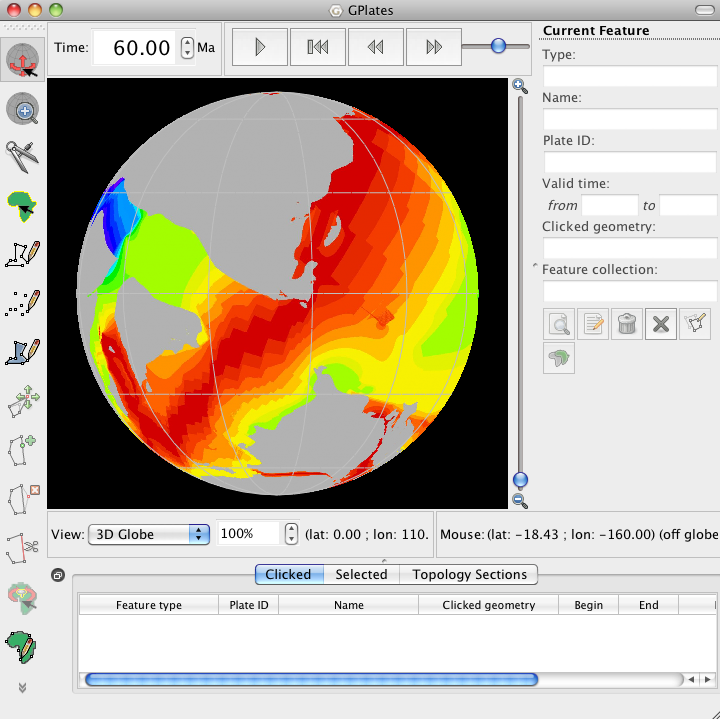 GPlates
Time: 60.00 Ma
Current Feature
Type:
Name:
Plate ID:
Valid time:
from to
Clicked geometry:
Feature collection:
View: 3D Globe 100% (lat: 0.00 ; lon: 110. Mouse: (lat: -18.43 ; lon: -160.00) (off globe
Clicked Selected Topology Sections
Feature type Plate ID Name Clicked geometry Begin End